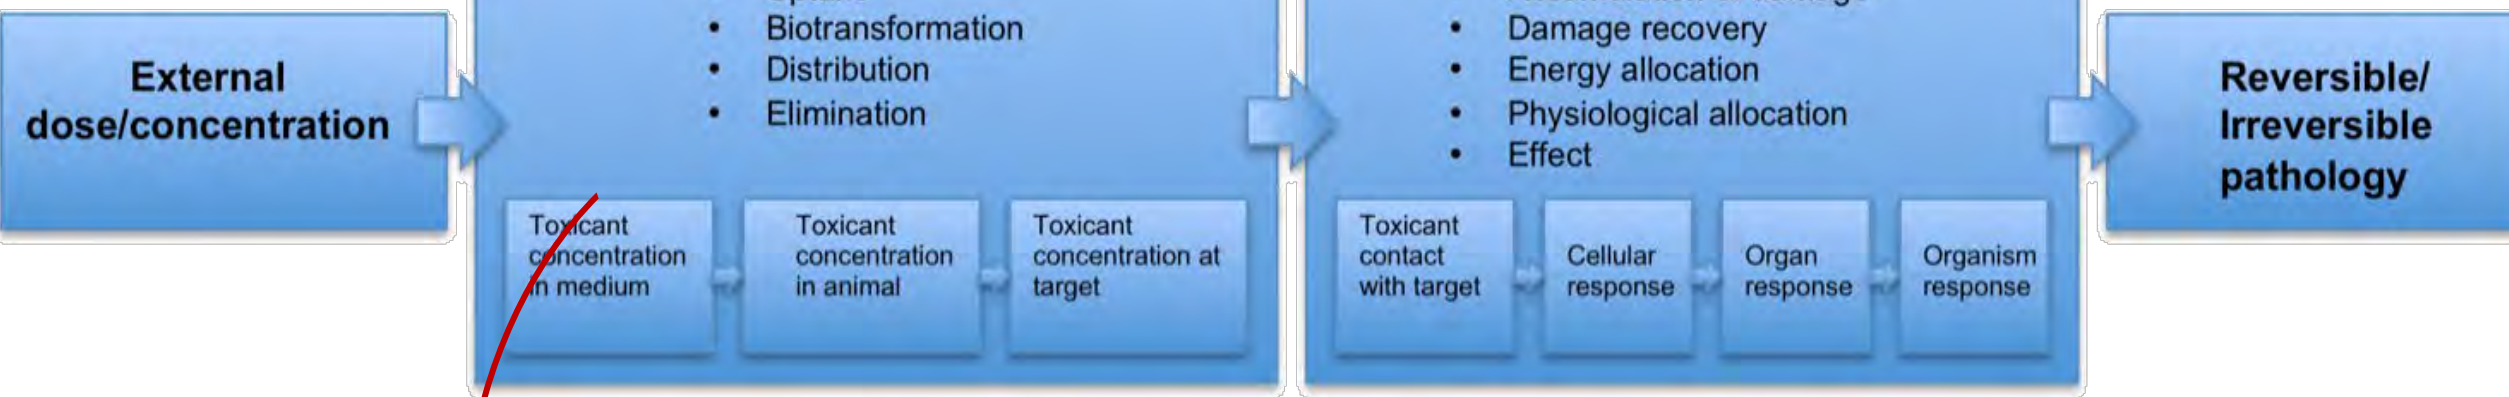 External
dose/concentration
• Biotransformation
• Distribution
• Elimination
Toxicant
concentration
in medium
Toxicant
concentration
in animal
Toxicant
concentration at
target
• Damage recovery
• Energy allocation
• Physiological allocation
• Effect
Toxicant
contact
with target
Cellular
response
Organ
response
Organism
response
Reversible/
Irreversible
pathology